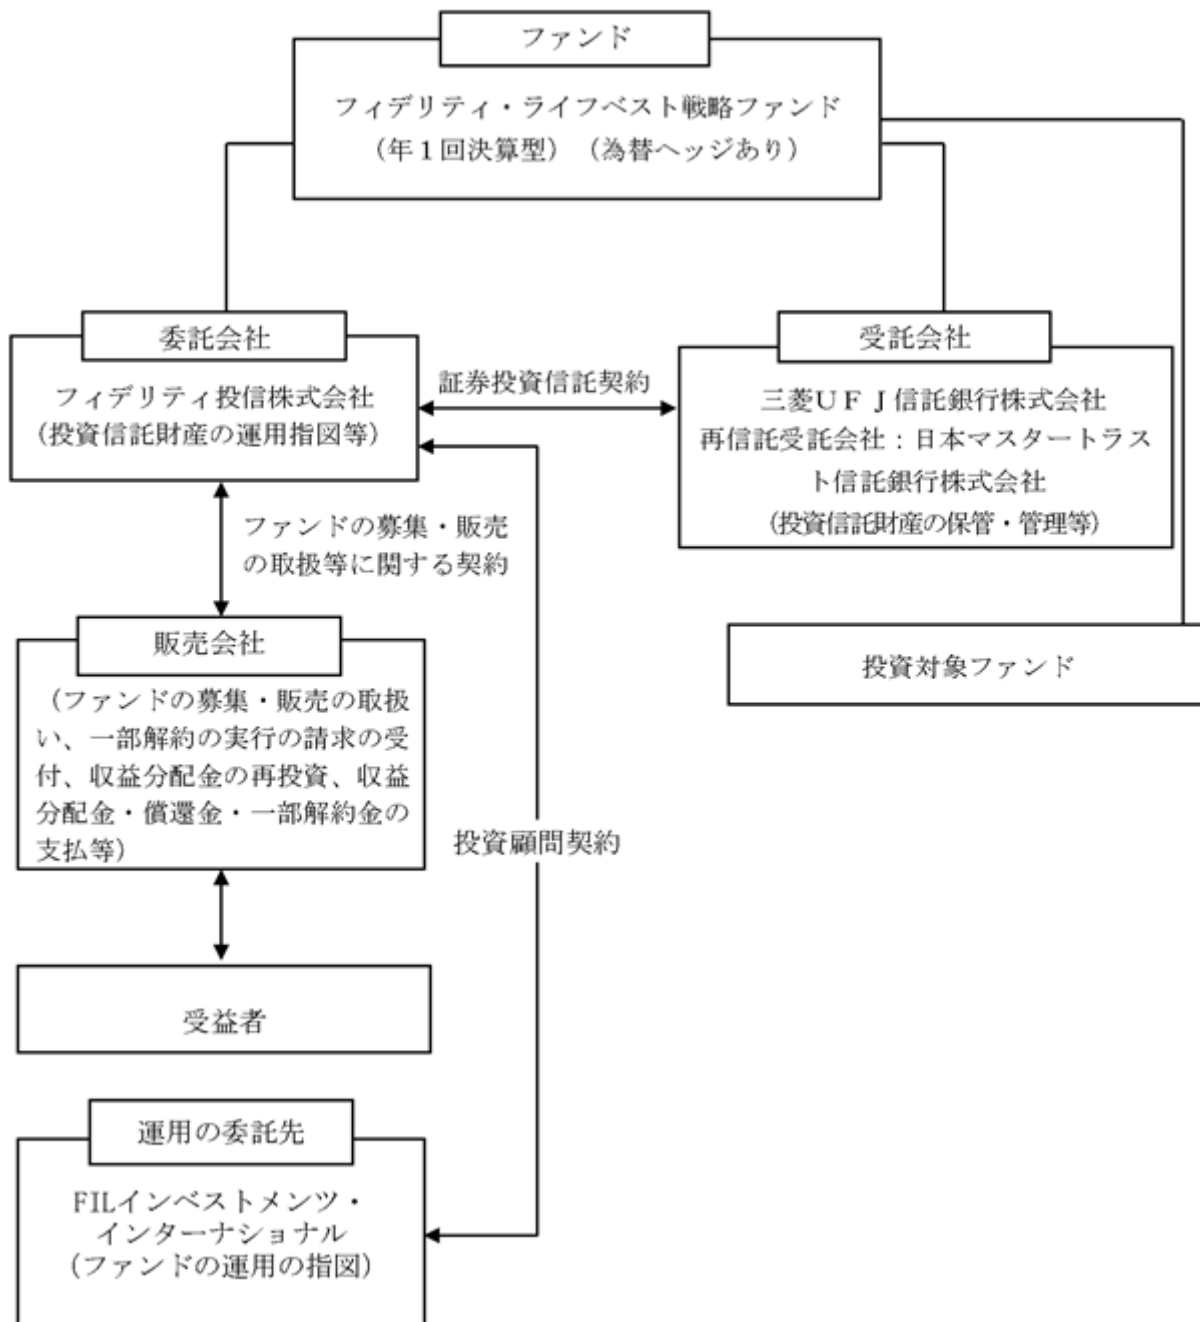 ファンド
フィデリティ・ライフベスト戦略ファンド
（年１回決算型）（為替ヘッジあり）
委託会社
フィデリティ投信株式会社
（投資信託財産の運用指図等）
証券投資信託契約
受託会社
三菱ＵＦＪ信託銀行株式会社
再信託受託会社：日本マスタートラス
ト信託銀行株式会社
（投資信託財産の保管・管理等）
ファンドの募集・販売
の取扱等に関する契約
販売会社
（ファンドの募集・販売の取扱
い、一部解約の実行の請求の受
付、収益分配金の再投資、収益
分配金・償還金・一部解約金の
支払等）
投資対象ファンド
投資顧問契約
受益者
運用の委託先
FILインベストメンツ・
インターナショナル
（ファンドの運用の指図）